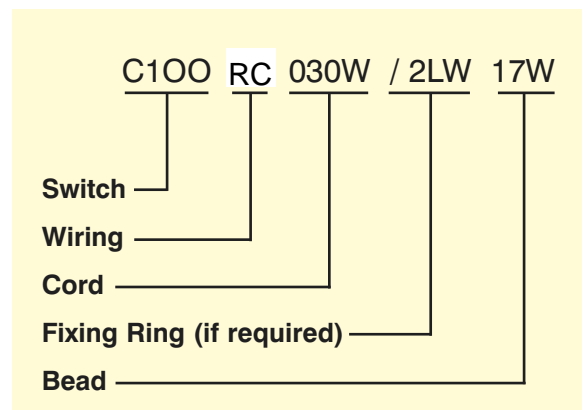 C1OO RC 030W / 2LW 17W
Switch
Wiring
Cord
Fixing Ring (if required)
Bead